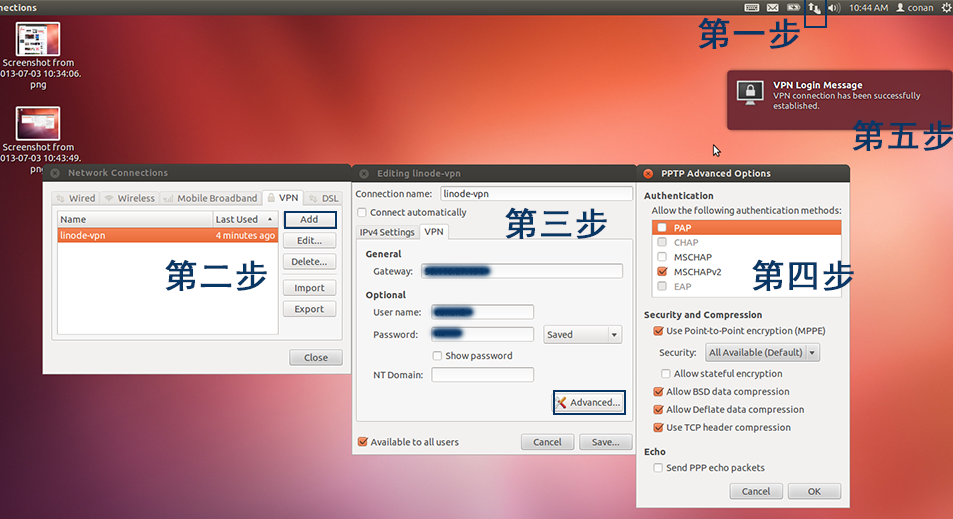 nections
10:44 AM
conan
第一步
Screenshot from
013-07-03 10:34:06.
png
VPN Login Message
VPN connection has been successfully
established.
第五步
Screenshot from
013-07-03 10:43:49.
png
Network Connections
Wired
Wireless
Mobile Broadband
VPN
DSL
Name
Last Used
linode-vpn
4 minutes ago
Add
Edit...
Delete...
Import
Export
第二步
Close
Editing linode-vpn
Connection name:
linode-vpn
Connect automatically
IPv4 Settings
VPN
第三步
General
Gateway:
Optional
User name:
Password:
Saved
Show password
NT Domain:
Advanced...
Available to all users
Cancel
Save...
PPTP Advanced Options
Authentication
Allow the following authentication methods:
PAP
CHAP
MSCHAP
MSCHAPv2
EAP
第四步
Security and Compression
Use Point-to-Point encryption (MPPE)
Security:
All Available (Default)
Allow stateful encryption
Allow BSD data compression
Allow Deflate data compression
Use TCP header compression
Echo
Send PPP echo packets
Cancel
OK